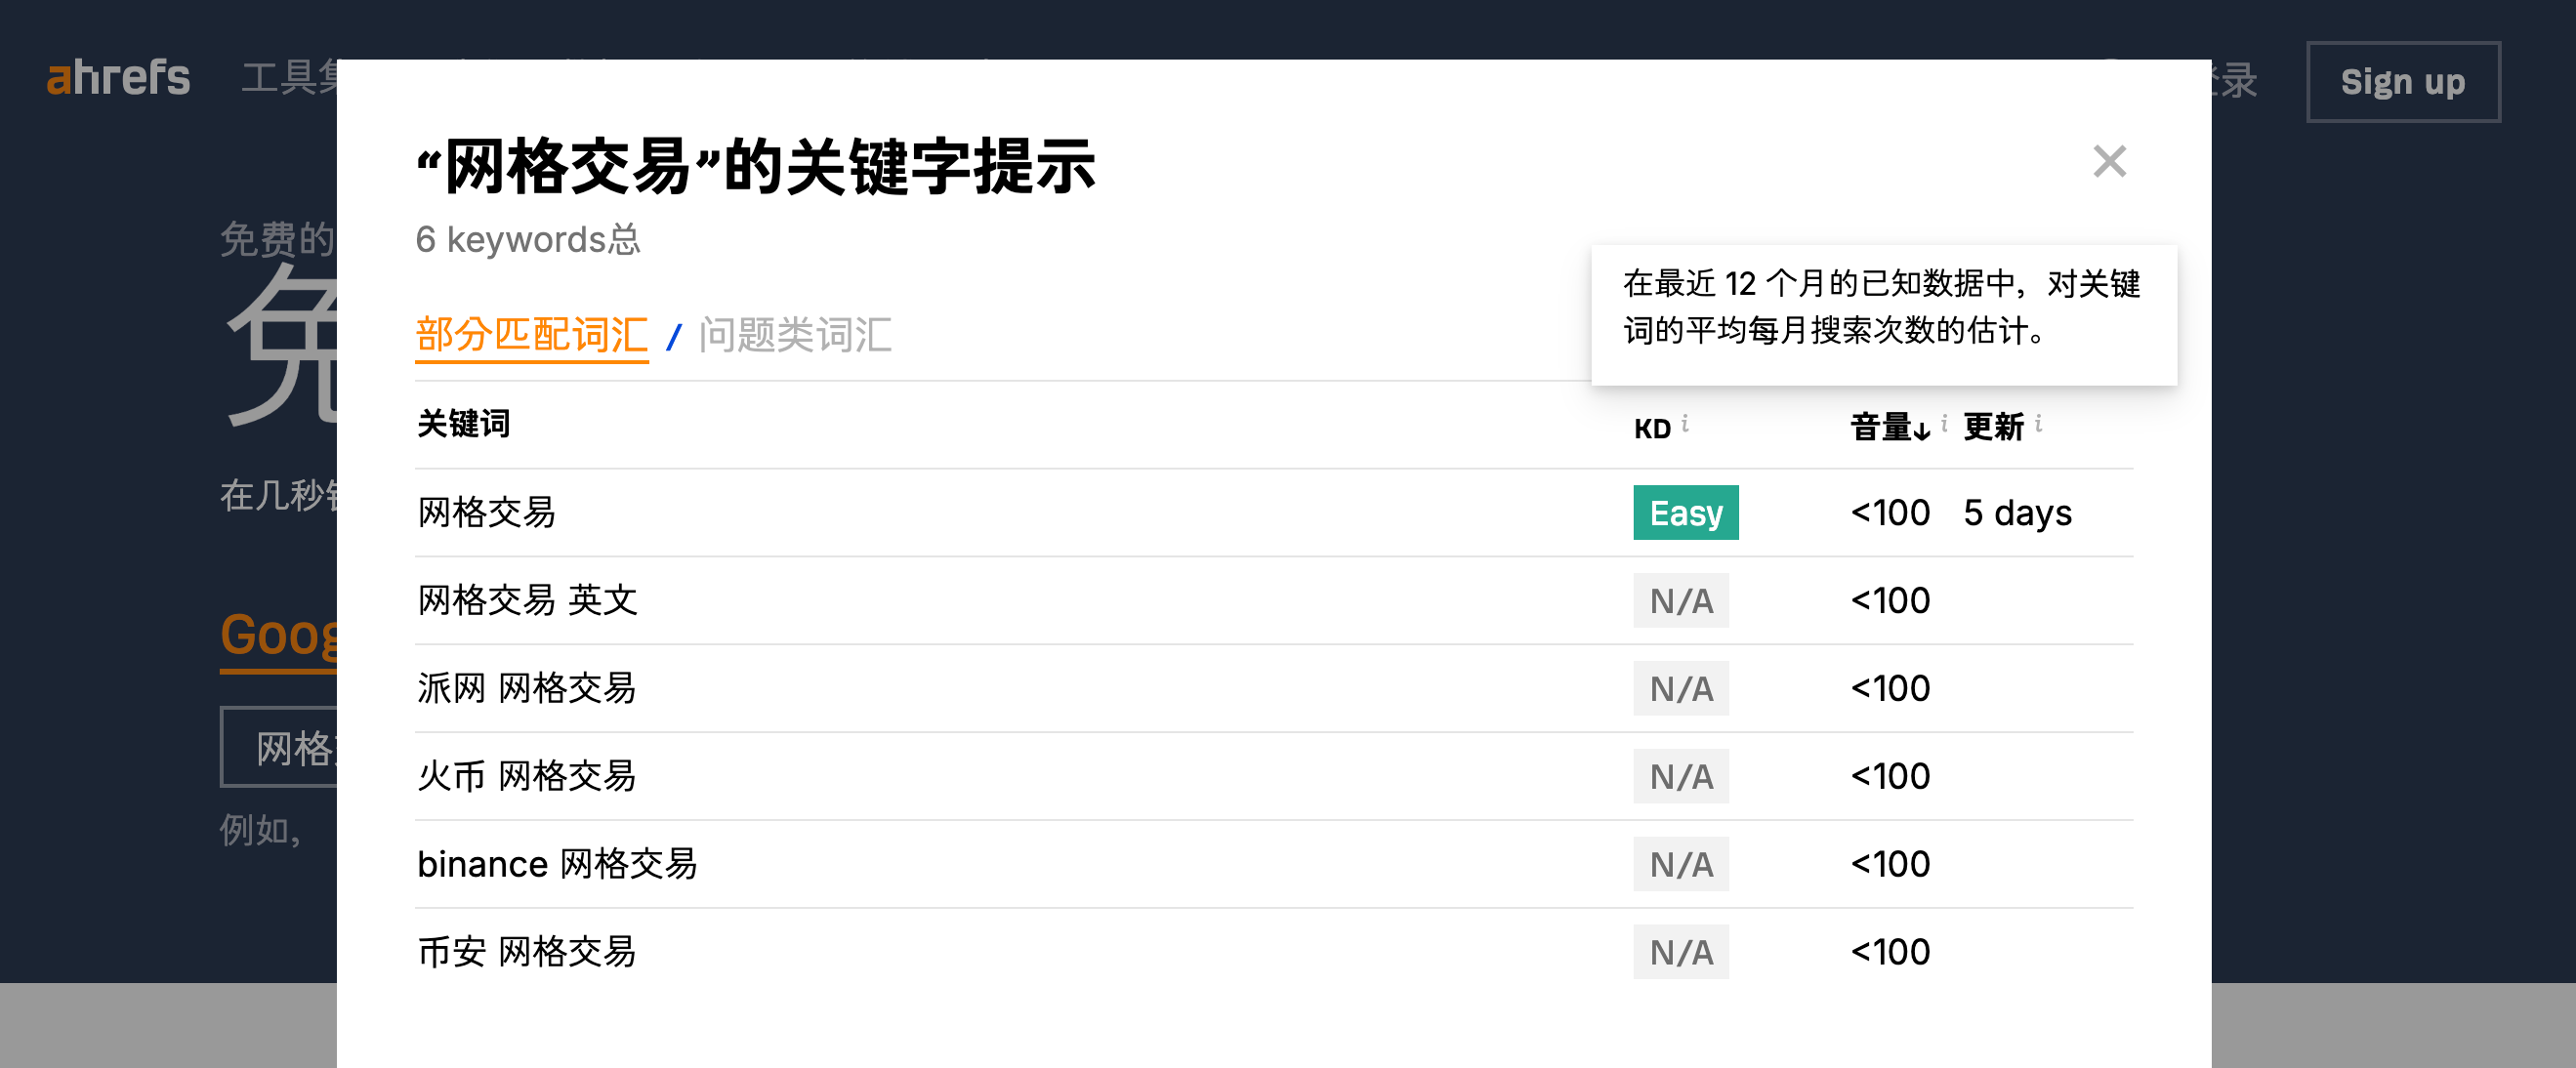 ahrefs 工具 录 Sign up
“网格交易”的关键字提示
6 keywords总
免费的
免
在最近 12 个月的已知数据中，对关键
词的平均每月搜索次数的估计。
部分匹配词汇 / 问题类词汇
关键词 KD i 音量↓ i 更新 i
在几秒
网格交易 Easy <100 5 days
网格交易 英文 N/A <100
Goog
派网 网格交易 N/A <100
网格
火币 网格交易 N/A <100
例如，
binance 网格交易 N/A <100
币安 网格交易 N/A <100